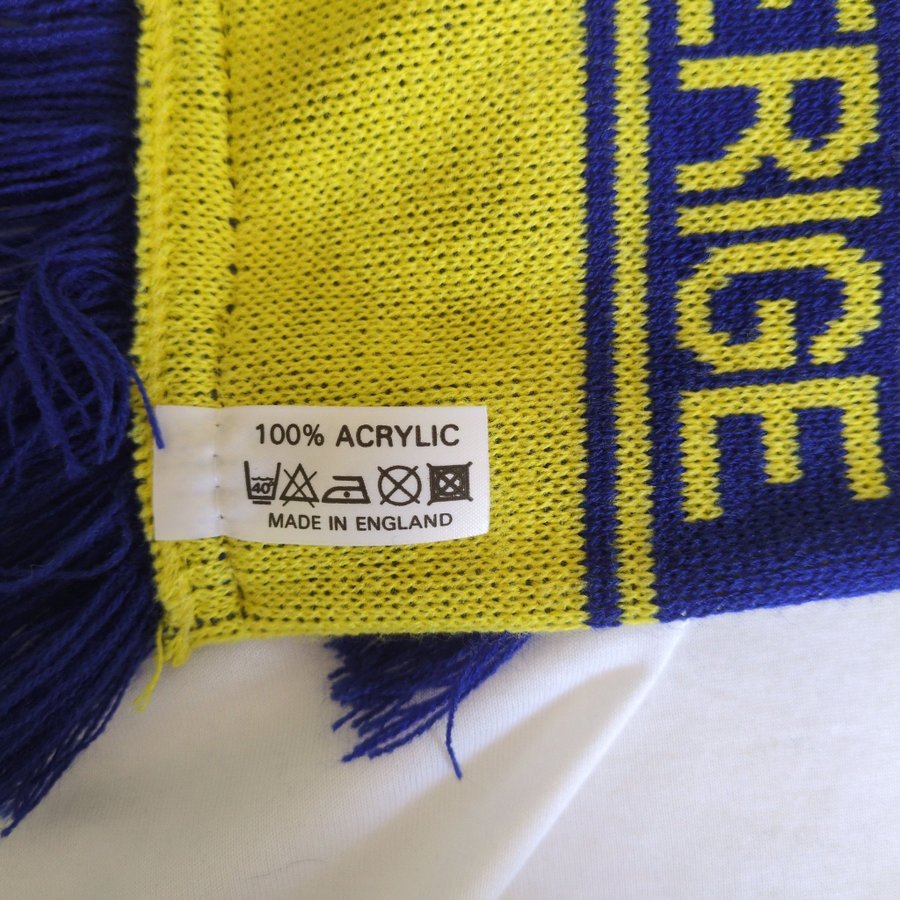 ERIGE
100% ACRYLIC
40
MADE IN ENGLAND